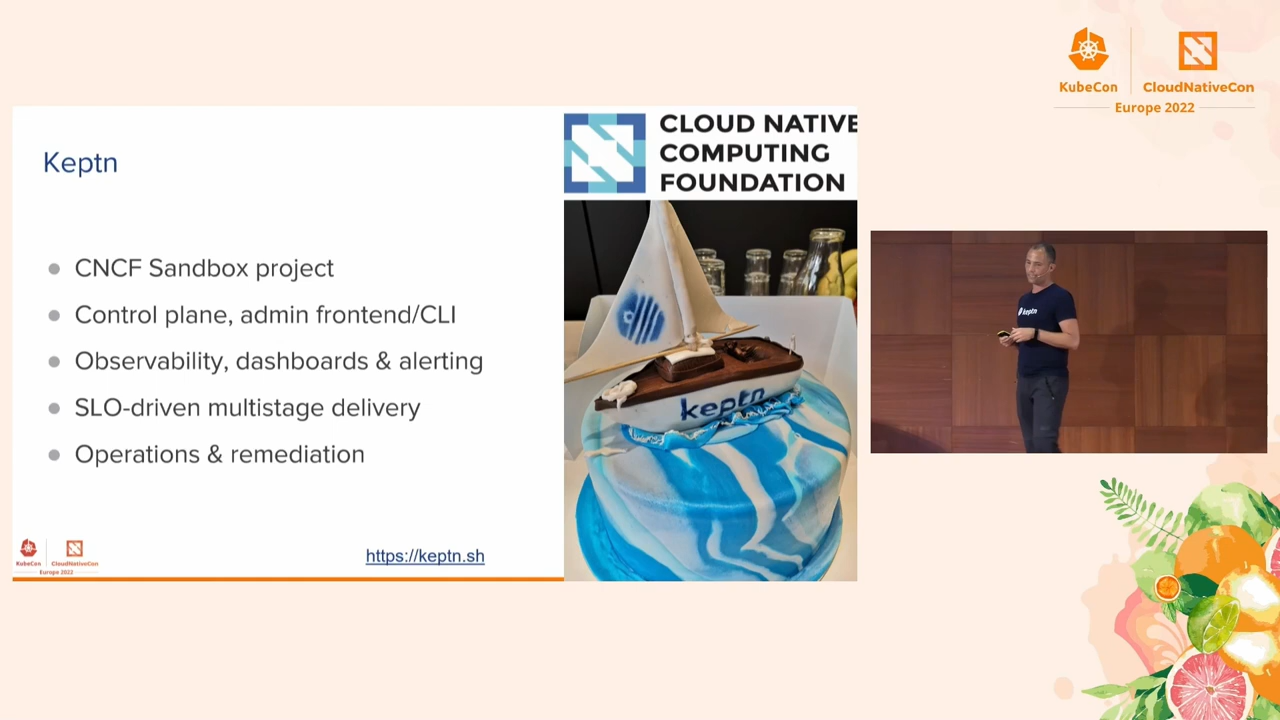 KubeCon
CloudNativeCon
Europe 2022
Keptn
CNCF Sandbox project
Control plane, admin frontend/CLI
Observability, dashboards & alerting
SLO-driven multistage delivery
Operations & remediation
https://keptn.sh
KubeCon
CloudNativeCon
Europe 2022
CLOUD NATIVE
COMPUTING
FOUNDATION
keptn
keptn